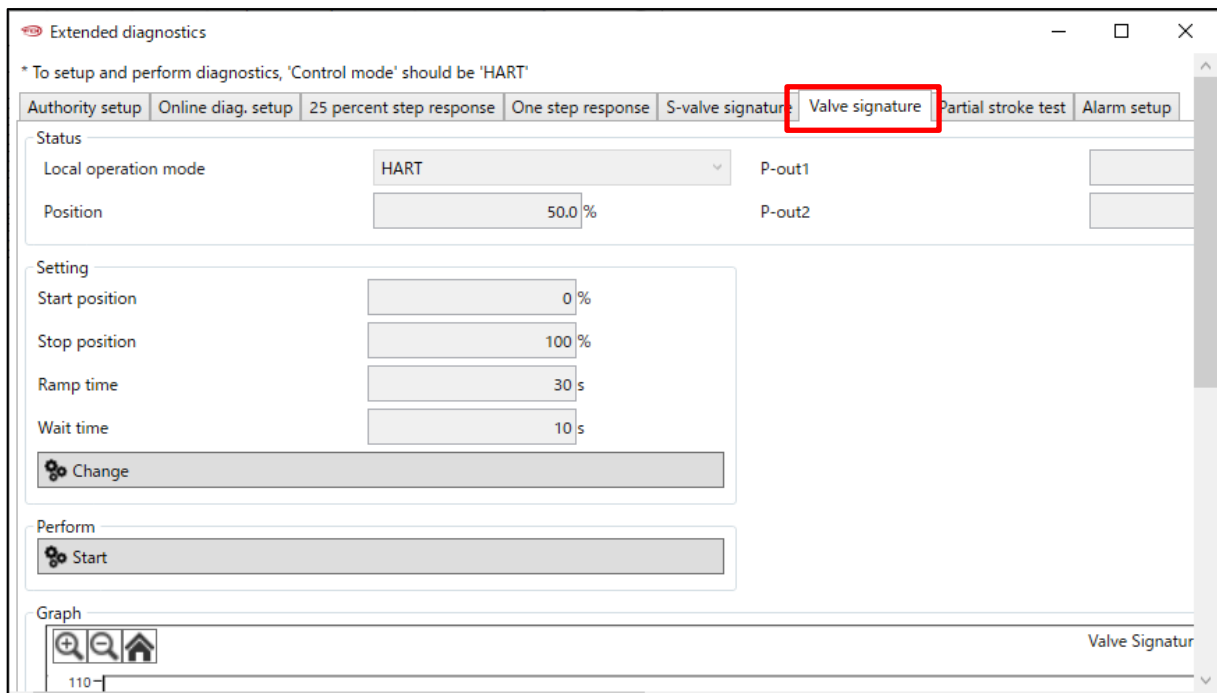 Extended diagnostics
* To setup and perform diagnostics, 'Control mode' should be 'HART'
Authority setup Online diag. setup 25 percent step response One step response S-valve signature Valve signature Partial stroke test Alarm setup
Status
Local operation mode HART P-out1
Position 50.0 % P-out2
Setting
Start position 0 %
Stop position 100 %
Ramp time 30 s
Wait time 10 s
Change
Perform
Start
Graph
Valve Signatur
110